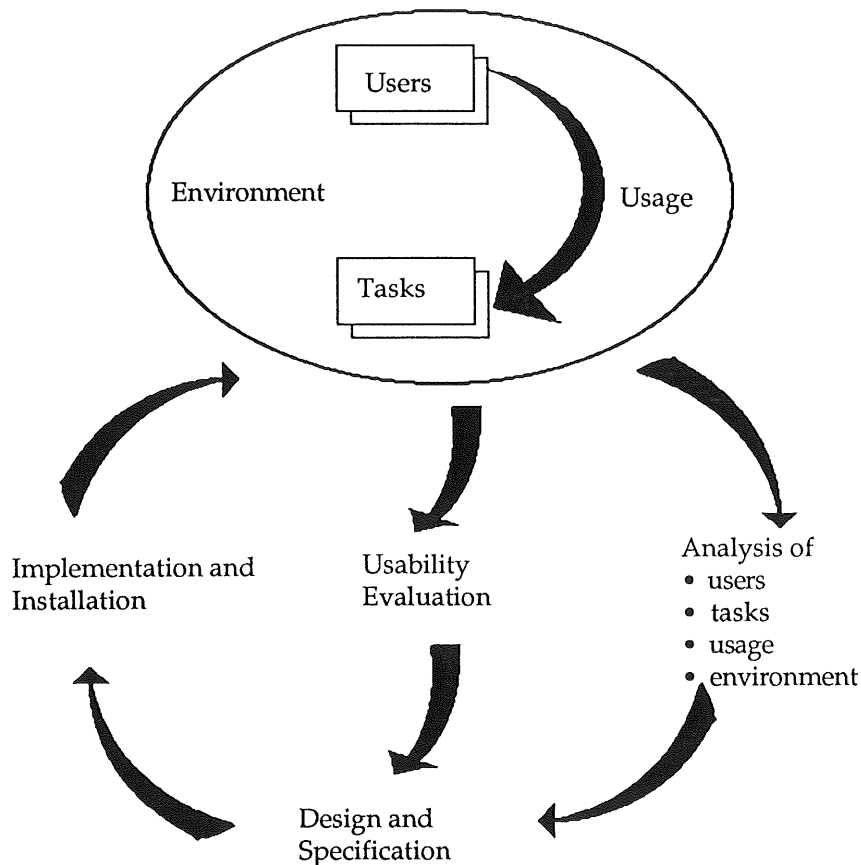 Users
Environment
Usage
Tasks
Implementation and
Installation
Usability
Evaluation
Analysis of
• users
• tasks
• usage
• environment
Design and
Specification